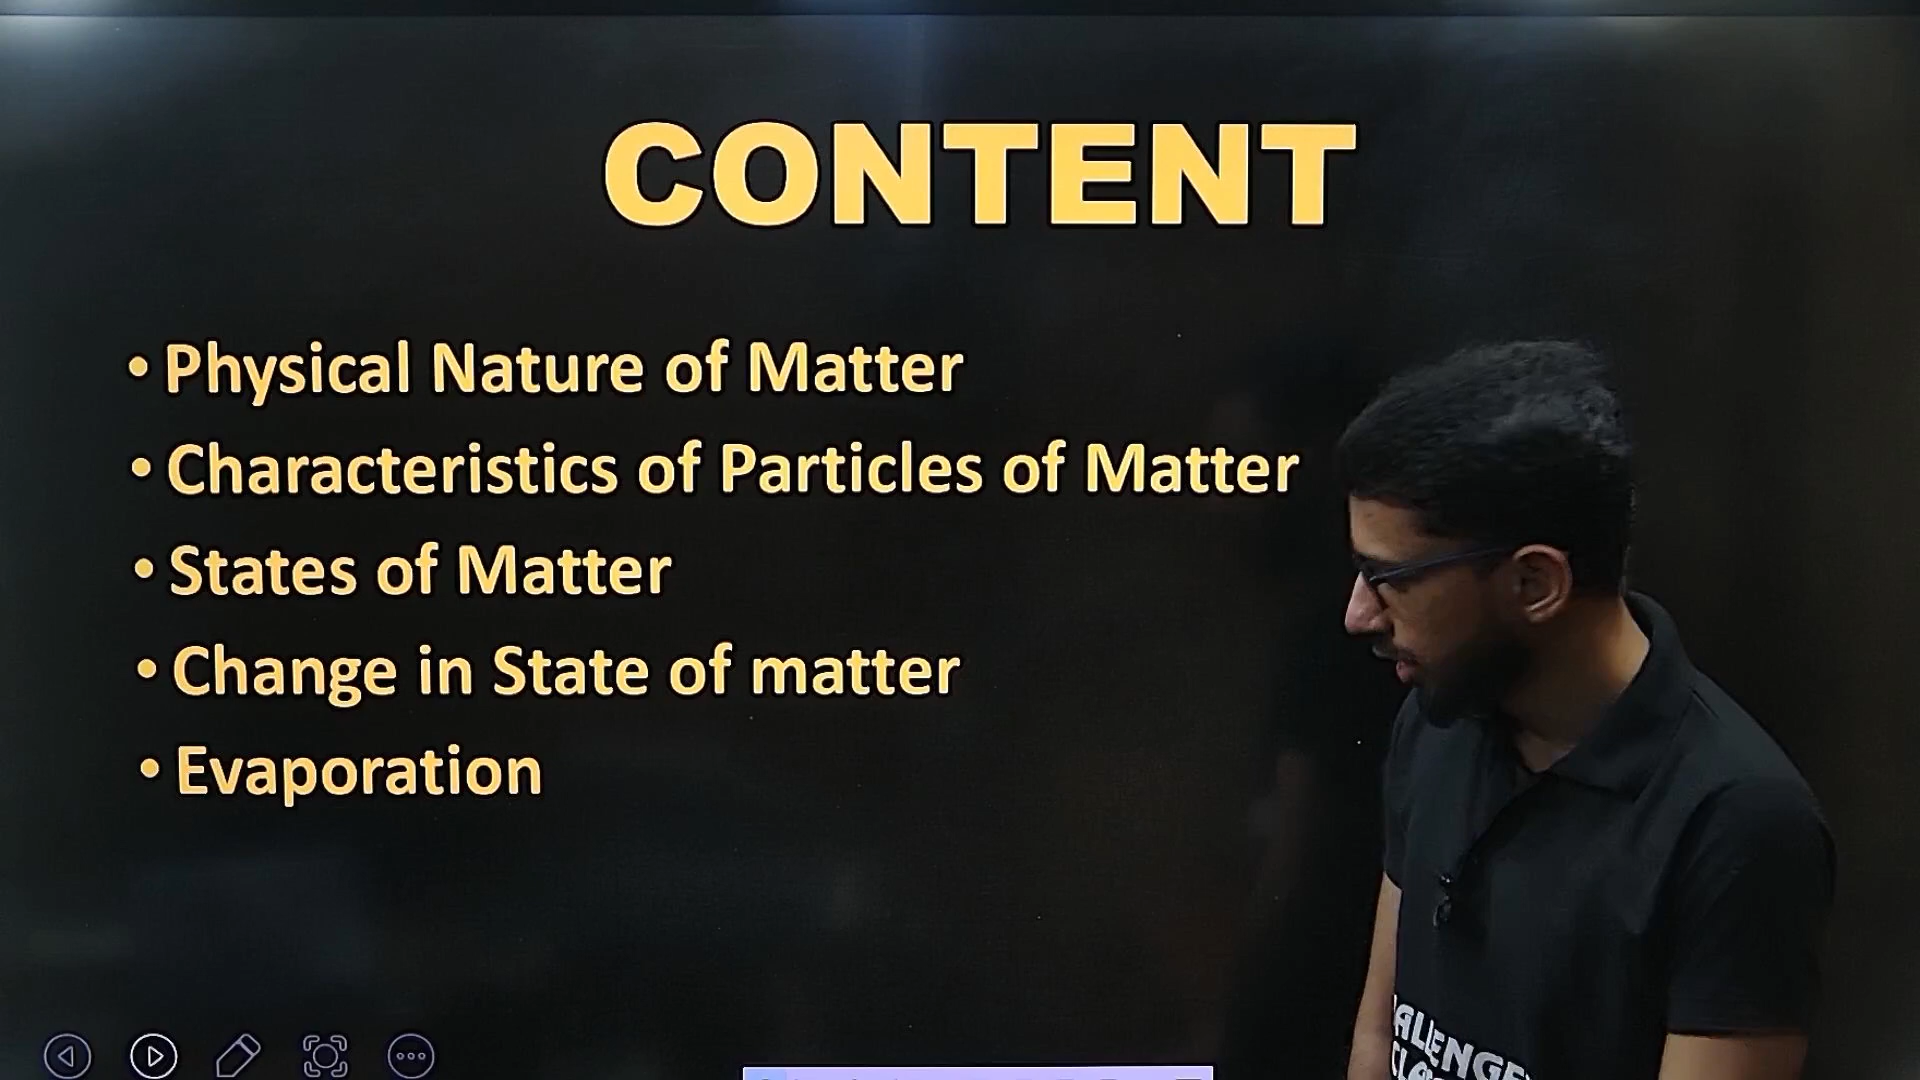 CONTENT
• Physical Nature of Matter
• Characteristics of Particles of Matter
• States of Matter
• Change in State of matter
• Evaporation